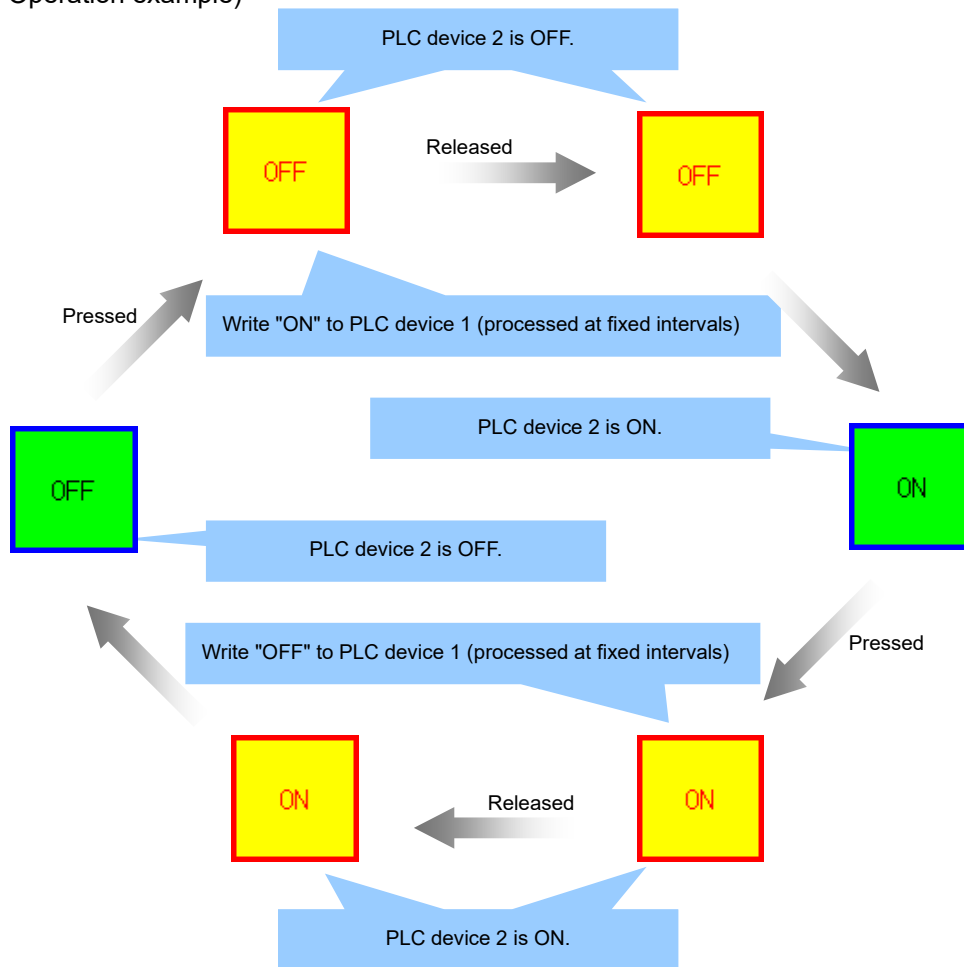 Operation example)
PLC device 2 is OFF.
OFF
Released
OFF
Pressed
Write "ON" to PLC device 1 (processed at fixed intervals)
PLC device 2 is ON.
OFF
ON
PLC device 2 is OFF.
Write "OFF" to PLC device 1 (processed at fixed intervals)
Pressed
ON
Released
ON
PLC device 2 is ON.